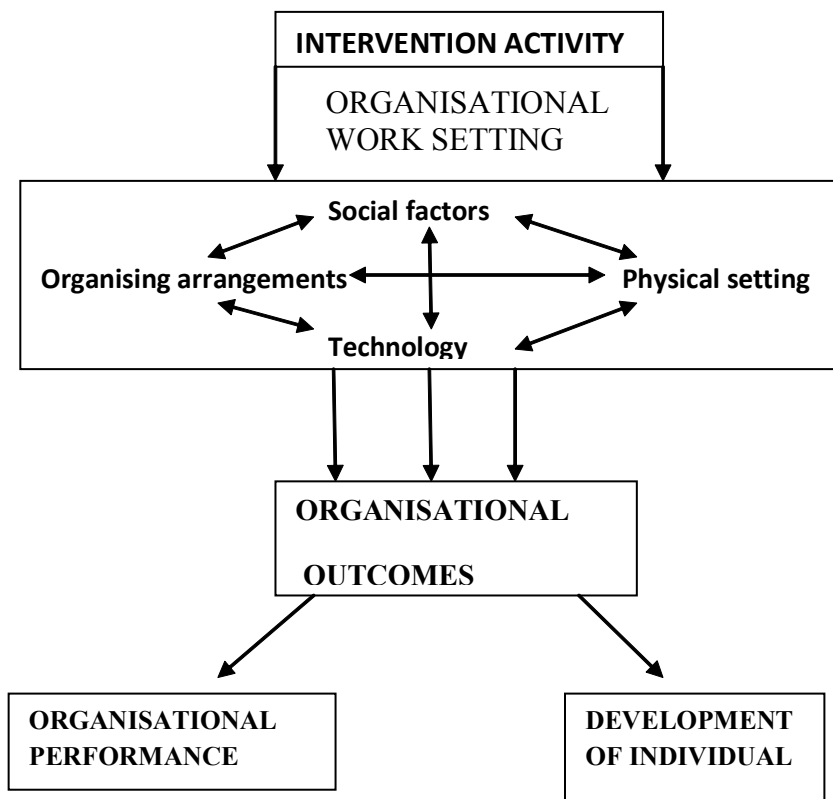 INTERVENTION ACTIVITY
ORGANISATIONAL
WORK SETTING
Social factors
Organising arrangements
Physical setting
Technology
ORGANISATIONAL
OUTCOMES
ORGANISATIONAL
PERFORMANCE
DEVELOPMENT
OF INDIVIDUAL